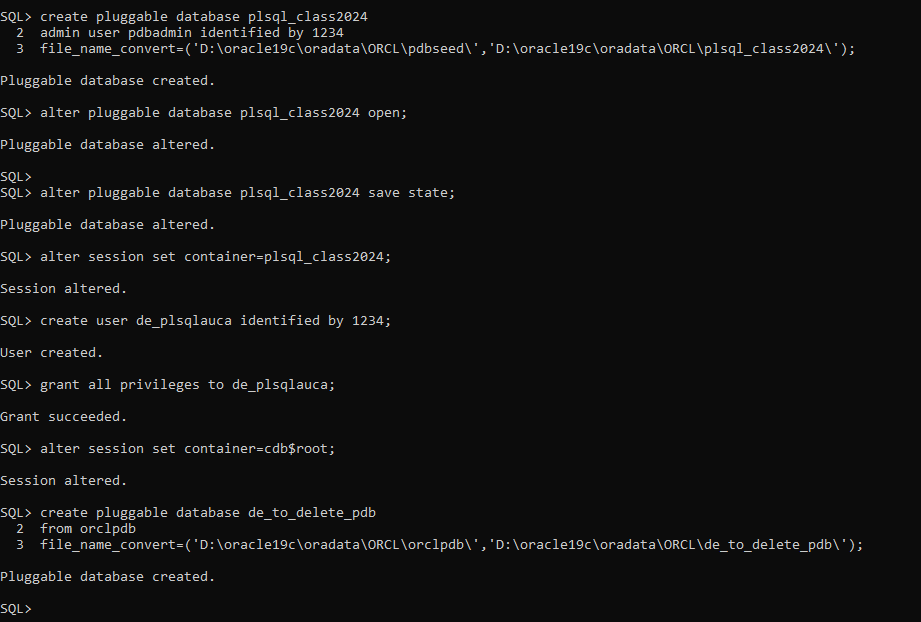 SQL> create pluggable database plsql_class2024
  2  admin user pdbadmin identified by 1234
  3  file_name_convert=('D:\oracle19c\oradata\ORCL\pdbseed\','D:\oracle19c\oradata\ORCL\plsql_class2024\');
Pluggable database created.
SQL> alter pluggable database plsql_class2024 open;
Pluggable database altered.
SQL>
SQL> alter pluggable database plsql_class2024 save state;
Pluggable database altered.
SQL> alter session set container=plsql_class2024;
Session altered.
SQL> create user de_plsqlauca identified by 1234;
User created.
SQL> grant all privileges to de_plsqlauca;
Grant succeeded.
SQL> alter session set container=cdb$root;
Session altered.
SQL> create pluggable database de_to_delete_pdb
  2  from orclpdb
  3  file_name_convert=('D:\oracle19c\oradata\ORCL\orclpdb\','D:\oracle19c\oradata\ORCL\de_to_delete_pdb\');
Pluggable database created.
SQL>